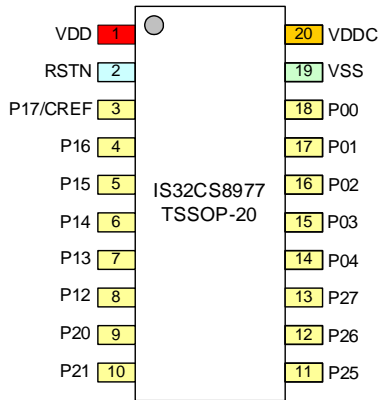 VDD 1 20 VDDC
RSTN 2 19 VSS
P17/CREF 3 18 P00
P16 4 17 P01
P15 5 16 P02
IS32CS8977
TSSOP-20
P14 6 15 P03
P13 7 14 P04
P12 8 13 P27
P20 9 12 P26
P21 10 11 P25